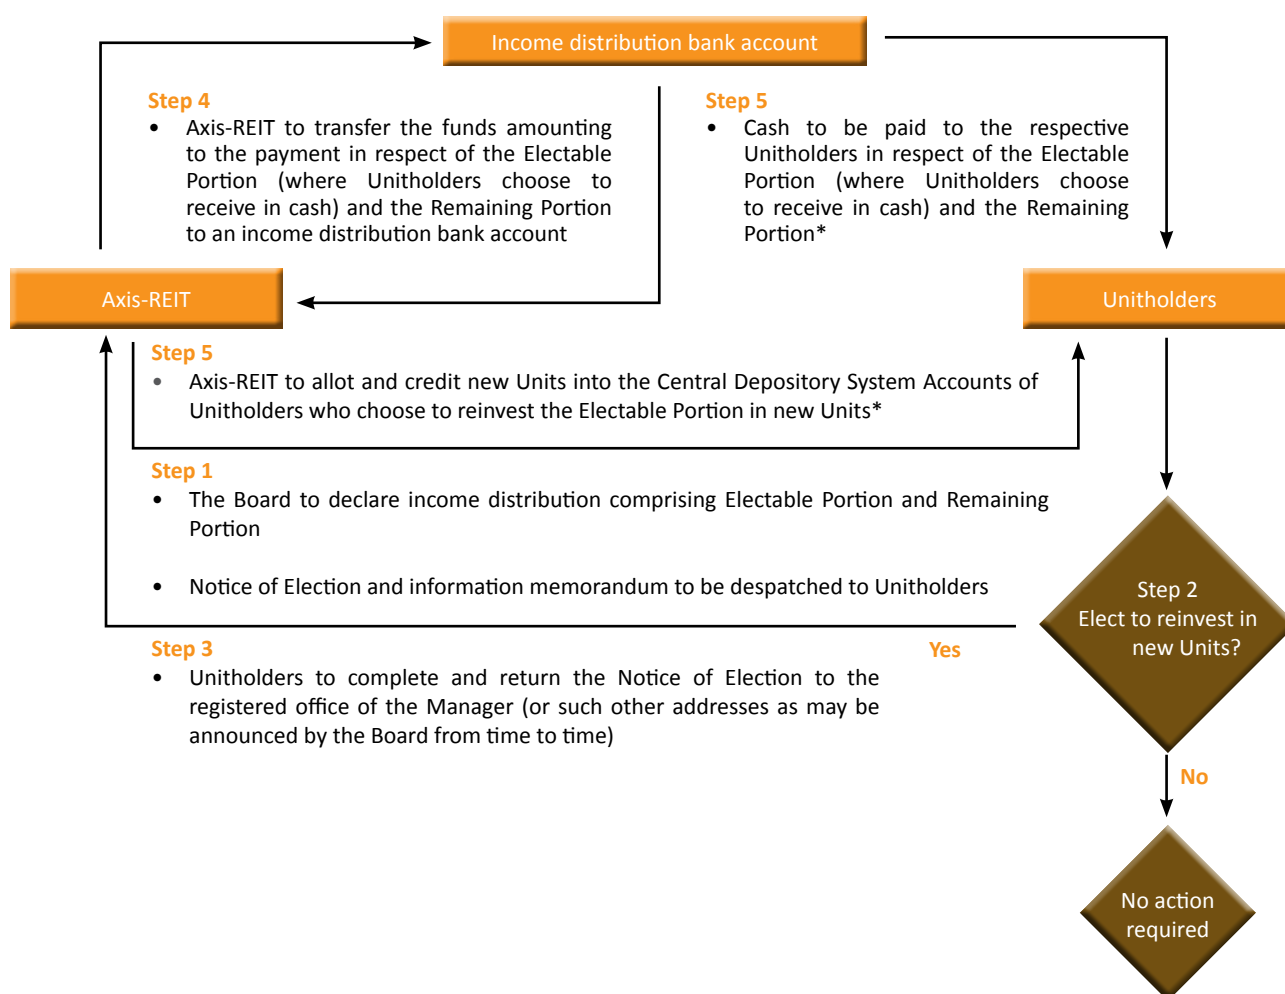 Income distribution bank account
Step 4
• Axis-REIT to transfer the funds amounting
to the payment in respect of the Electable
Portion (where Unitholders choose to
receive in cash) and the Remaining Portion
to an income distribution bank account
Step 5
• Cash to be paid to the respective
Unitholders in respect of the Electable
Portion (where Unitholders choose
to receive in cash) and the Remaining
Portion*
Axis-REIT
Unitholders
Step 5
• Axis-REIT to allot and credit new Units into the Central Depository System Accounts of
Unitholders who choose to reinvest the Electable Portion in new Units*
Step 1
• The Board to declare income distribution comprising Electable Portion and Remaining
Portion
• Notice of Election and information memorandum to be despatched to Unitholders
Step 2
Elect to reinvest in
new Units?
Yes
Step 3
• Unitholders to complete and return the Notice of Election to the
registered office of the Manager (or such other addresses as may be
announced by the Board from time to time)
No
No action
required